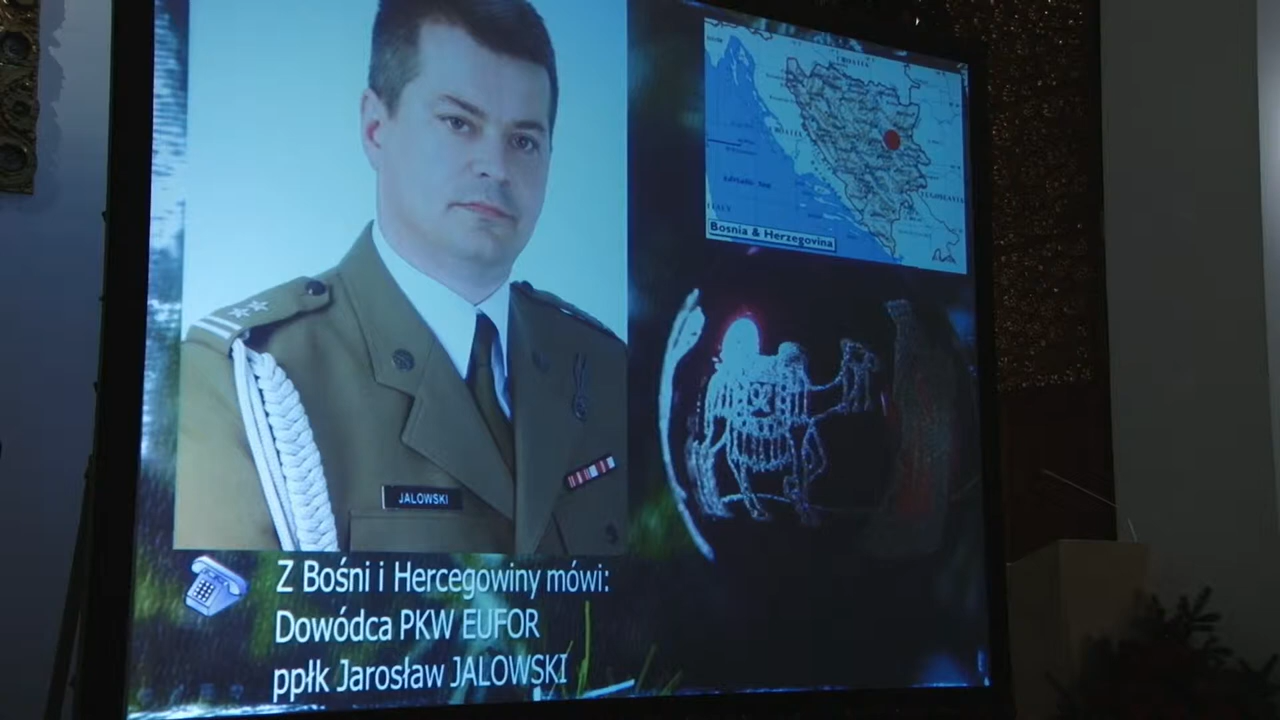 JALOWSKI
Bosnia & Herzegovina
Z Bośni i Hercegowiny mówi:
Dowódca PKW EUFOR
ppłk Jarosław JALOWSKI